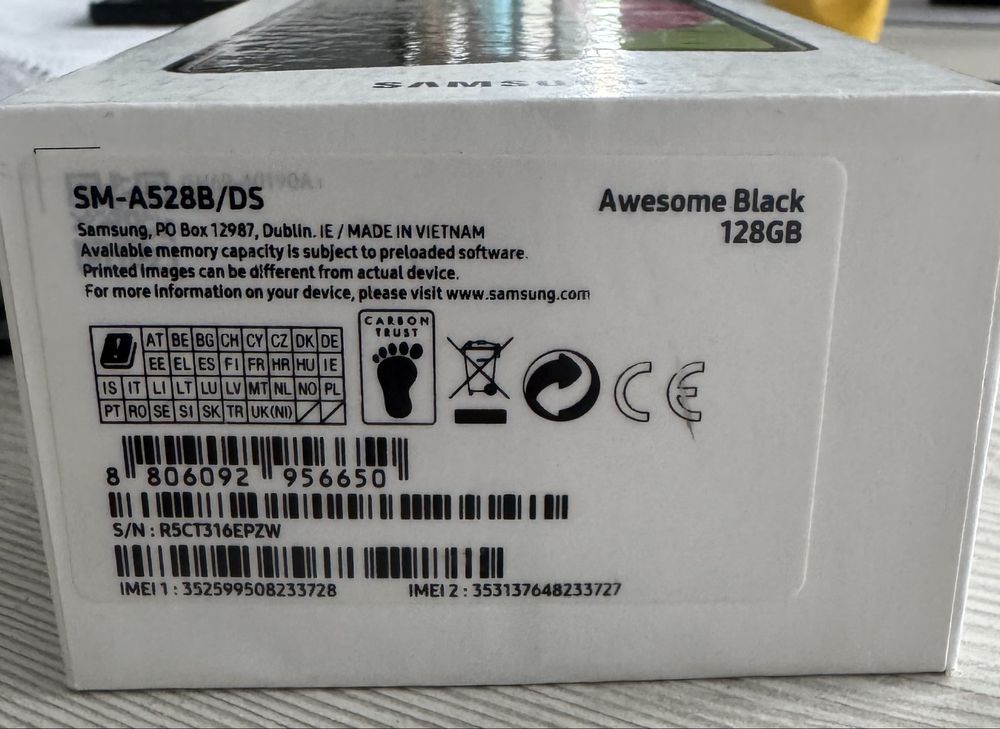 SAMSUNG
SM-A528B/DS
Awesome Black
128GB
Samsung, PO Box 12987, Dublin. IE / MADE IN VIETNAM
Available memory capacity is subject to preloaded software.
Printed images can be different from actual device.
For more information on your device, please visit www.samsung.com
AT BE BG CH CY CZ DK DE
EE EL ES FI FR HR HU IE
IS IT LI LT LU LV MT NL NO PL
PT RO SE SI SK TR UK(NI)
CARBON
TRUST
CE
8 806092 956650
S/N : R5CT316EPZW
IMEI 1 : 352599508233728 IMEI 2 : 353137648233727